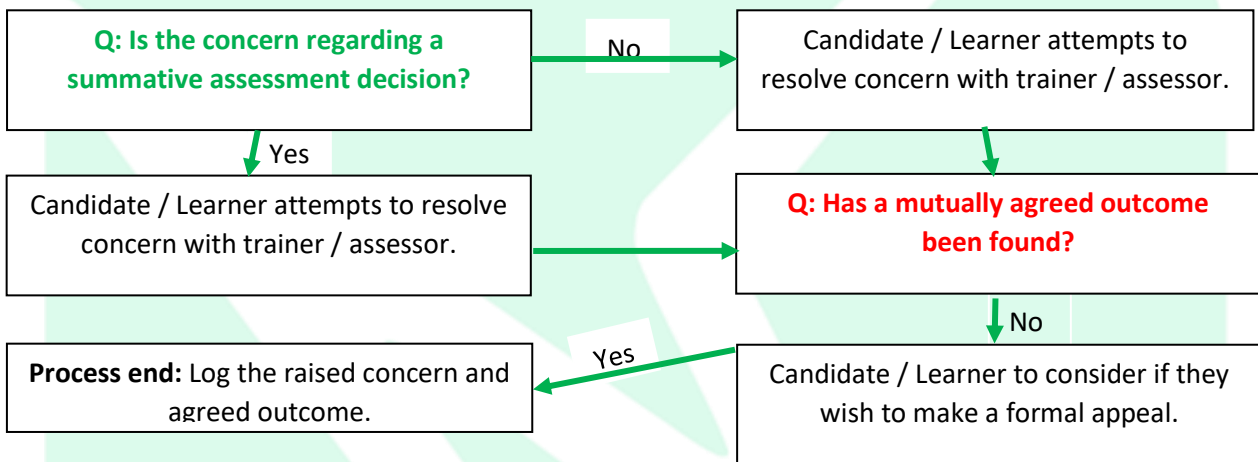 Q: Is the concern regarding a
summative assessment decision?
No
Candidate / Learner attempts to
resolve concern with trainer / assessor.
Yes
Candidate / Learner attempts to resolve
concern with trainer / assessor.
Q: Has a mutually agreed outcome
been found?
No
Yes
Process end: Log the raised concern and
agreed outcome.
Candidate / Learner to consider if they
wish to make a formal appeal.